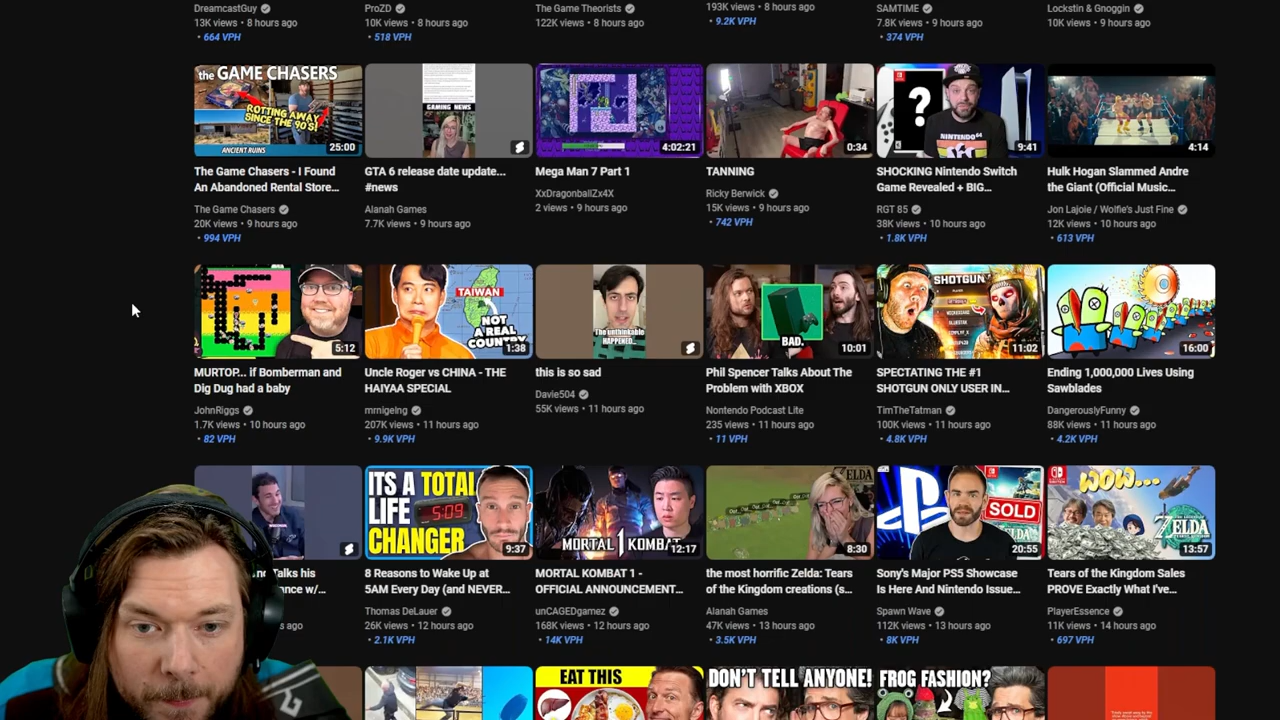 DreamcastGuy
13K views • 8 hours ago
• 664 VPH
ProZD
10K views • 8 hours ago
• 518 VPH
The Game Theorists
122K views • 8 hours ago
193K views • 8 hours ago
• 9.2K VPH
SAMTIME
7.8K views • 9 hours ago
• 374 VPH
Lockstin & Gnoggin
10K views • 9 hours ago
the GAME CHASERS
ROTTING AWAY
SINCE THE 90'S!
ANCIENT RUINS
25:00
The Game Chasers - I Found
An Abandoned Rental Store...
The Game Chasers
20K views • 9 hours ago
• 994 VPH
GAMING NEWS
GTA 6 release date update...
#news
Alanah Games
7.7K views • 9 hours ago
4:02:21
Mega Man 7 Part 1
XxDragonballZx4X
2 views • 9 hours ago
0:34
TANNING
Ricky Berwick
15K views • 9 hours ago
• 742 VPH
?
NINTENDO
9:41
SHOCKING Nintendo Switch
Game Revealed + BIG...
RGT 85
38K views • 10 hours ago
• 1.8K VPH
4:14
Hulk Hogan Slammed Andre
the Giant (Official Music...
Jon Lajoie / Wolfie's Just Fine
12K views • 10 hours ago
• 613 VPH
5:12
MURTOP... if Bomberman and
Dig Dug had a baby
JohnRiggs
1.7K views • 10 hours ago
• 82 VPH
TAIWAN
NOT
A REAL
COUNTRY
1:38
Uncle Roger vs CHINA - THE
HAIYAA SPECIAL
mrnigelng
207K views • 11 hours ago
• 9.9K VPH
The unthinkable
HAPPENED...
this is so sad
Davie504
55K views • 11 hours ago
BAD.
10:01
Phil Spencer Talks About The
Problem with XBOX
Nontendo Podcast Lite
235 views • 11 hours ago
• 11 VPH
SHOTGUN
11:02
SPECTATING THE #1
SHOTGUN ONLY USER IN...
TimTheTatman
100K views • 11 hours ago
• 4.8K VPH
16:00
Ending 1,000,000 Lives Using
Sawblades
DangerouslyFunny
88K views • 11 hours ago
• 4.2K VPH
Talks his
ITS A TOTAL
LIFE
CHANGER
5:09
9:37
8 Reasons to Wake Up at
5AM Every Day (and NEVER...
Thomas DeLauer
26K views • 12 hours ago
• 2.1K VPH
MORTAL KOMBAT 1
12:17
MORTAL KOMBAT 1 -
OFFICIAL ANNOUNCEMENT...
unCAGEDgamez
168K views • 12 hours ago
• 14K VPH
ZELDA
8:30
the most horrific Zelda: Tears
of the Kingdom creations (s...
Alanah Games
47K views • 13 hours ago
• 3.5K VPH
SOLD
20:55
Sony's Major PS5 Showcase
Is Here And Nintendo Issue...
Spawn Wave
112K views • 13 hours ago
• 8K VPH
WOW...
ZELDA
13:57
Tears of the Kingdom Sales
PROVE Exactly What I've...
PlayerEssence
11K views • 14 hours ago
• 697 VPH
EAT THIS
DON'T TELL ANYONE!
FROG FASHION?